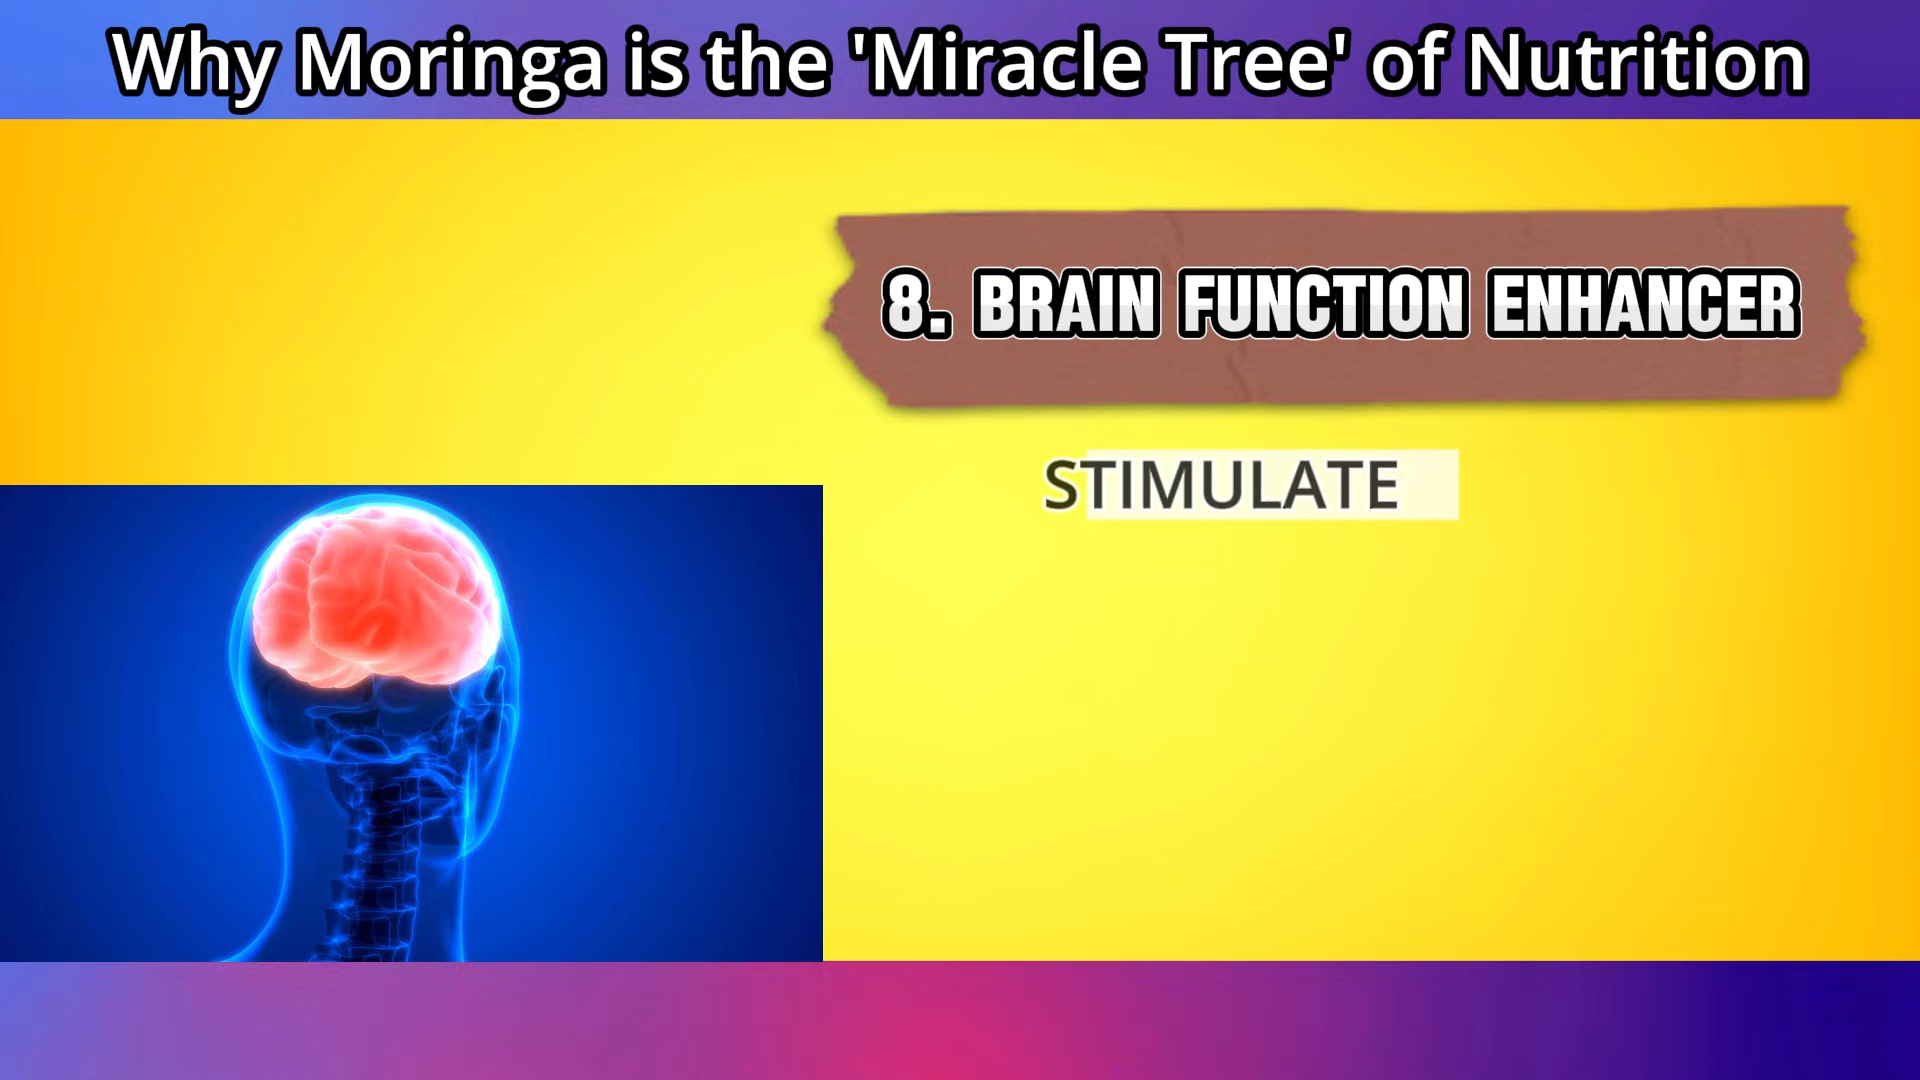 Why Moringa is the 'Miracle Tree' of Nutrition
8. BRAIN FUNCTION ENHANCER
STIMULATE